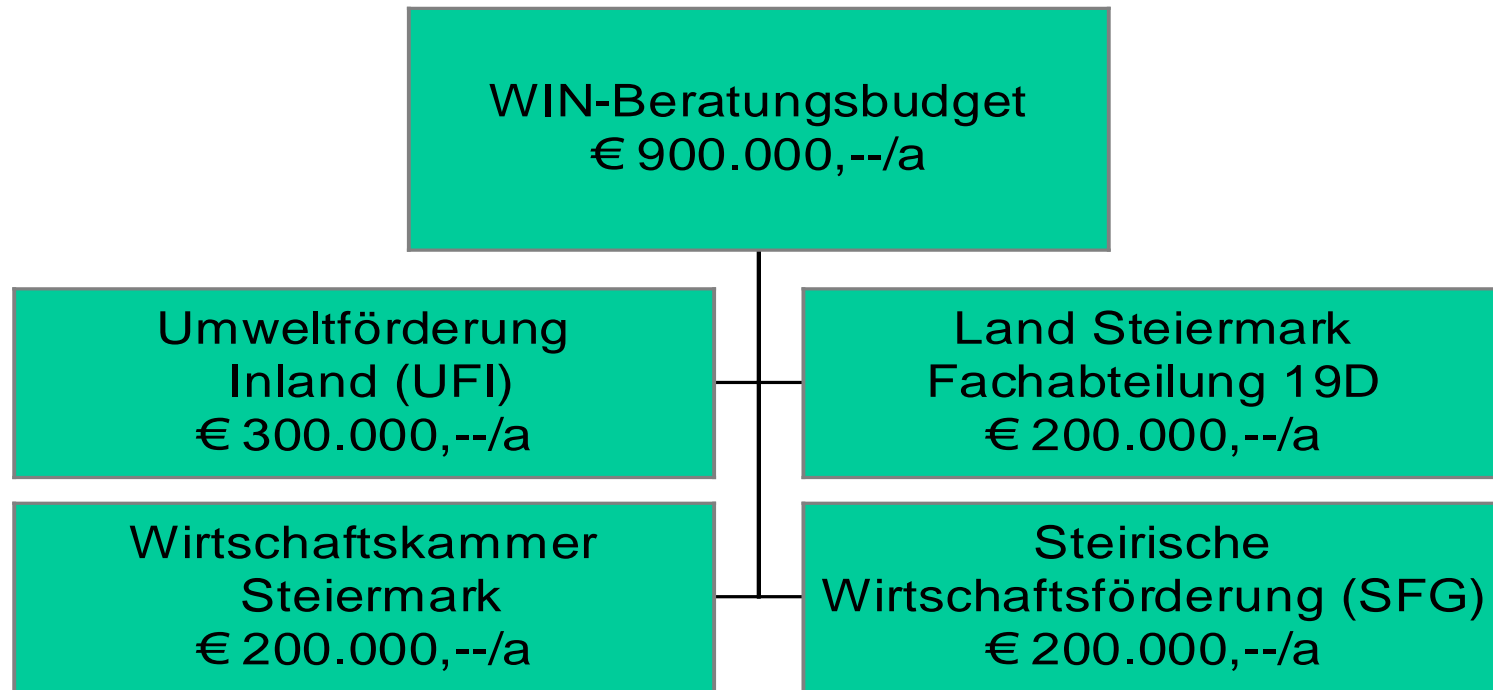 WIN-Beratungsbudget
€ 900.000,--/a
Umweltförderung
Inland (UFI)
€ 300.000,--/a
Land Steiermark
Fachabteilung 19D
€ 200.000,--/a
Wirtschaftskammer
Steiermark
€ 200.000,--/a
Steirische
Wirtschaftsförderung (SFG)
€ 200.000,--/a